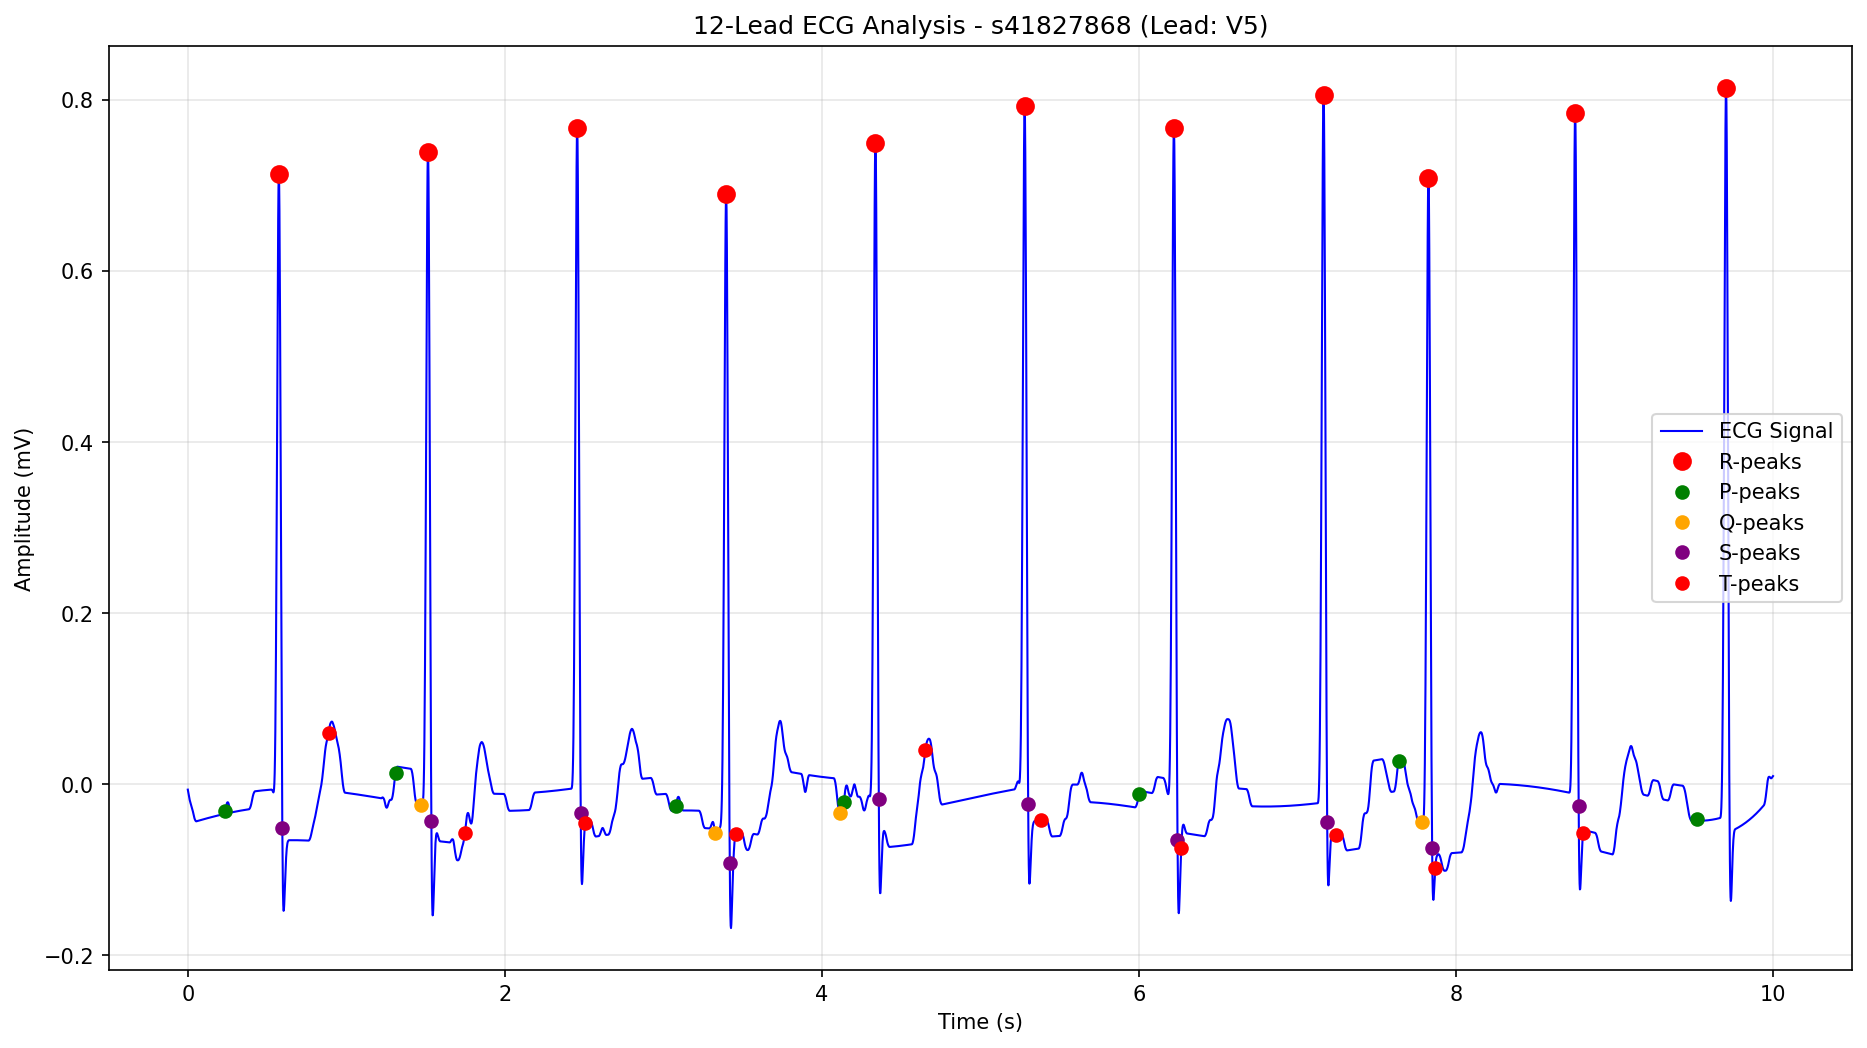 12-Lead ECG Analysis - s41827868 (Lead: V5)
Amplitude (mV)
0.8
0.6
0.4
0.2
0.0
−0.2
ECG Signal
R-peaks
P-peaks
Q-peaks
S-peaks
T-peaks
0 2 4 6 8 10
Time (s)